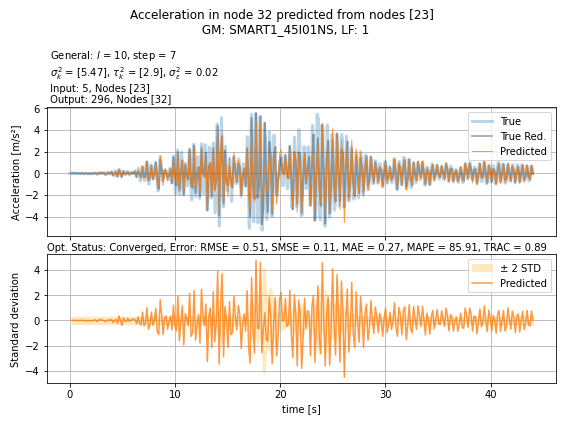 Acceleration in node 32 predicted from nodes [23]
GM: SMART1_45I01NS, LF: 1
General: l = 10, step = 7
σ²ₖ = [5.47], τ²ₖ = [2.9], σ²ε = 0.02
Input: 5, Nodes [23]
Output: 296, Nodes [32]
6
4
2
0
−2
−4
Acceleration [m/s²]
True
True Red.
Predicted
Opt. Status: Converged, Error: RMSE = 0.51, SMSE = 0.11, MAE = 0.27, MAPE = 85.91, TRAC = 0.89
4
2
0
−2
−4
Standard deviation
± 2 STD
Predicted
0 10 20 30 40
time [s]